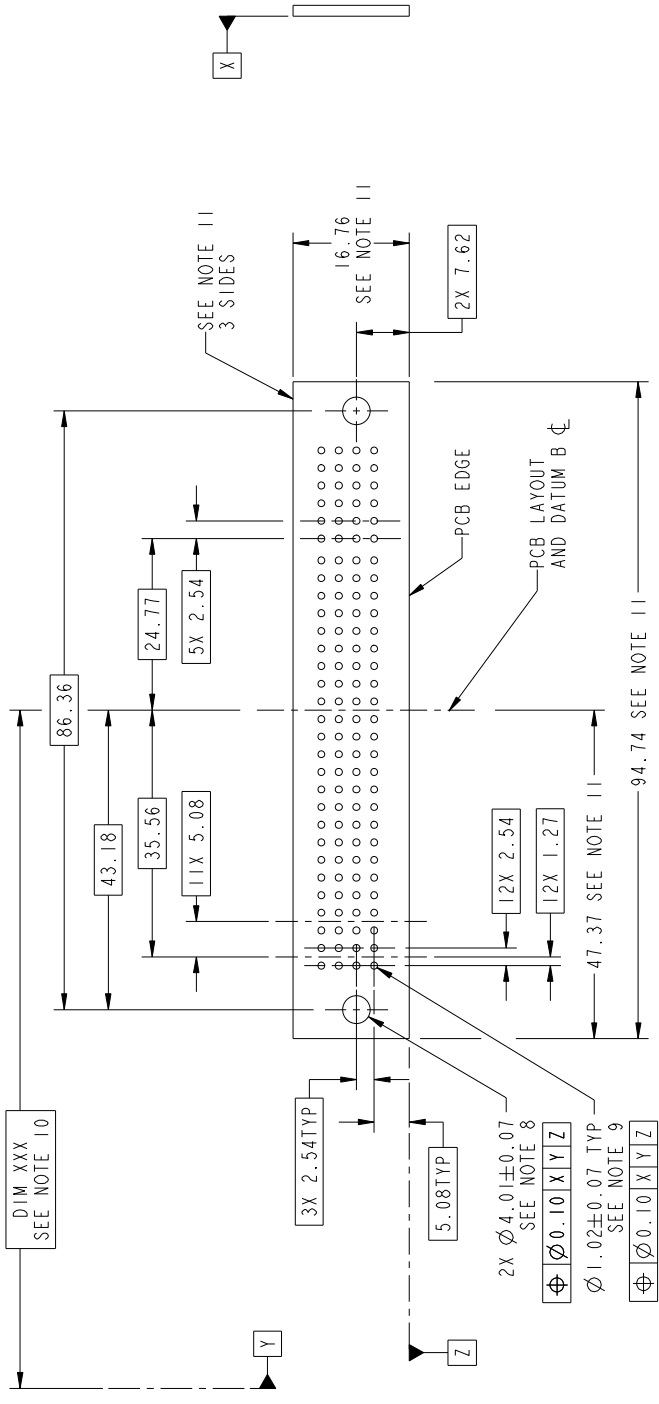 X
SEE NOTE 11
3 SIDES
16.76
SEE NOTE 11
2X 7.62
86.36
24.77
5X 2.54
PCB EDGE
PCB LAYOUT
AND DATUM B ℄
43.18
35.56
11X 5.08
12X 2.54
12X 1.27
47.37 SEE NOTE 11
94.74 SEE NOTE 11
DIM XXX
SEE NOTE 10
3X 2.54TYP
5.08TYP
2X Ø4.01±0.07
SEE NOTE 8
⌖ Ø0.10 X Y Z
Ø1.02±0.07 TYP
SEE NOTE 9
⌖ Ø0.10 X Y Z
Y
Z